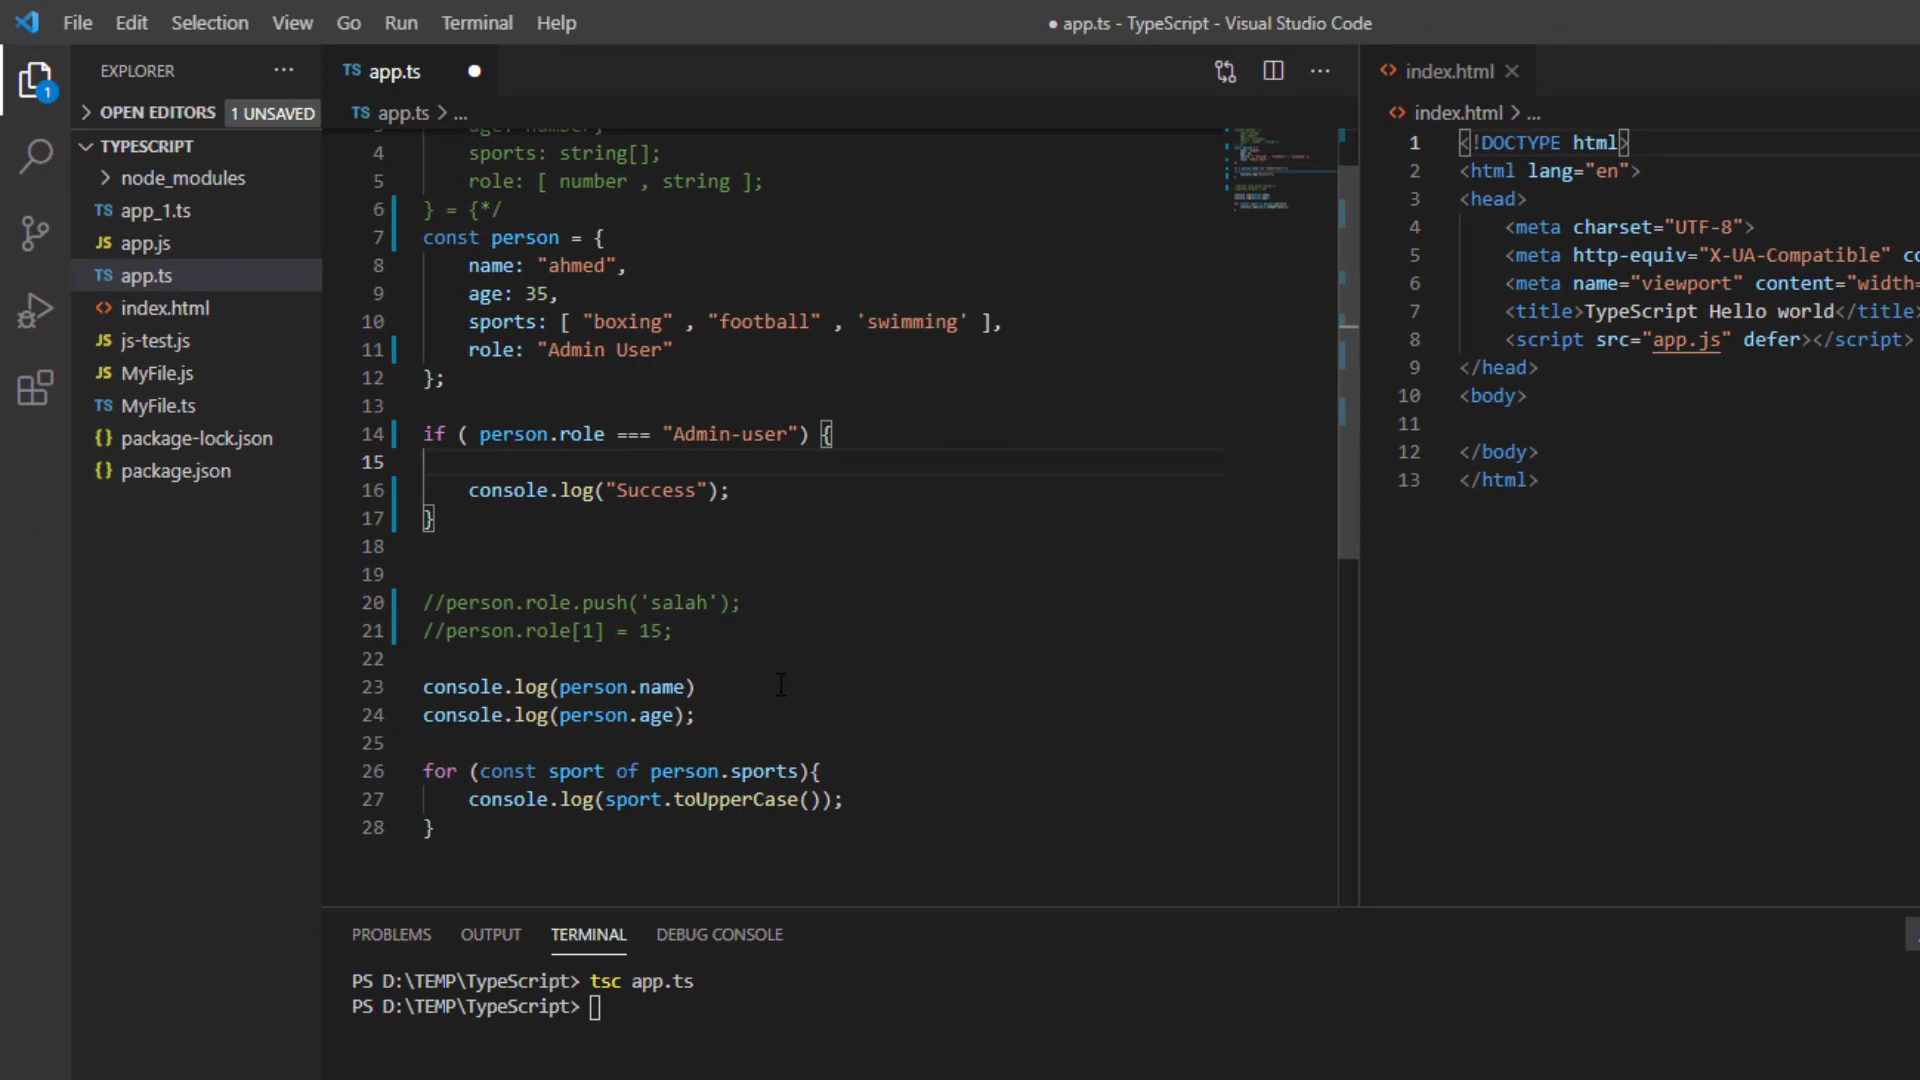 File Edit Selection View Go Run Terminal Help
● app.ts - TypeScript - Visual Studio Code
EXPLORER ···
1
OPEN EDITORS 1 UNSAVED
TYPESCRIPT
node_modules
TS app_1.ts
JS app.js
TS app.ts
<> index.html
JS js-test.js
JS MyFile.js
TS MyFile.ts
{} package-lock.json
{} package.json
TS app.ts ●
TS app.ts > ...
age: number;
4 sports: string[];
5 role: [ number , string ];
6 } = {*/
7 const person = {
8 name: "ahmed",
9 age: 35,
10 sports: [ "boxing" , "football" , 'swimming' ],
11 role: "Admin User"
12 };
13
14 if ( person.role === "Admin-user") {
15
16 console.log("Success");
17 }
18
19
20 //person.role.push('salah');
21 //person.role[1] = 15;
22
23 console.log(person.name)
24 console.log(person.age);
25
26 for (const sport of person.sports){
27 console.log(sport.toUpperCase());
28 }
<> index.html
<> index.html > ...
1 <!DOCTYPE html>
2 <html lang="en">
3 <head>
4 <meta charset="UTF-8">
5 <meta http-equiv="X-UA-Compatible" co
6 <meta name="viewport" content="width=
7 <title>TypeScript Hello world</title>
8 <script src="app.js" defer></script>
9 </head>
10 <body>
11
12 </body>
13 </html>
PROBLEMS OUTPUT TERMINAL DEBUG CONSOLE
PS D:\TEMP\TypeScript> tsc app.ts
PS D:\TEMP\TypeScript>